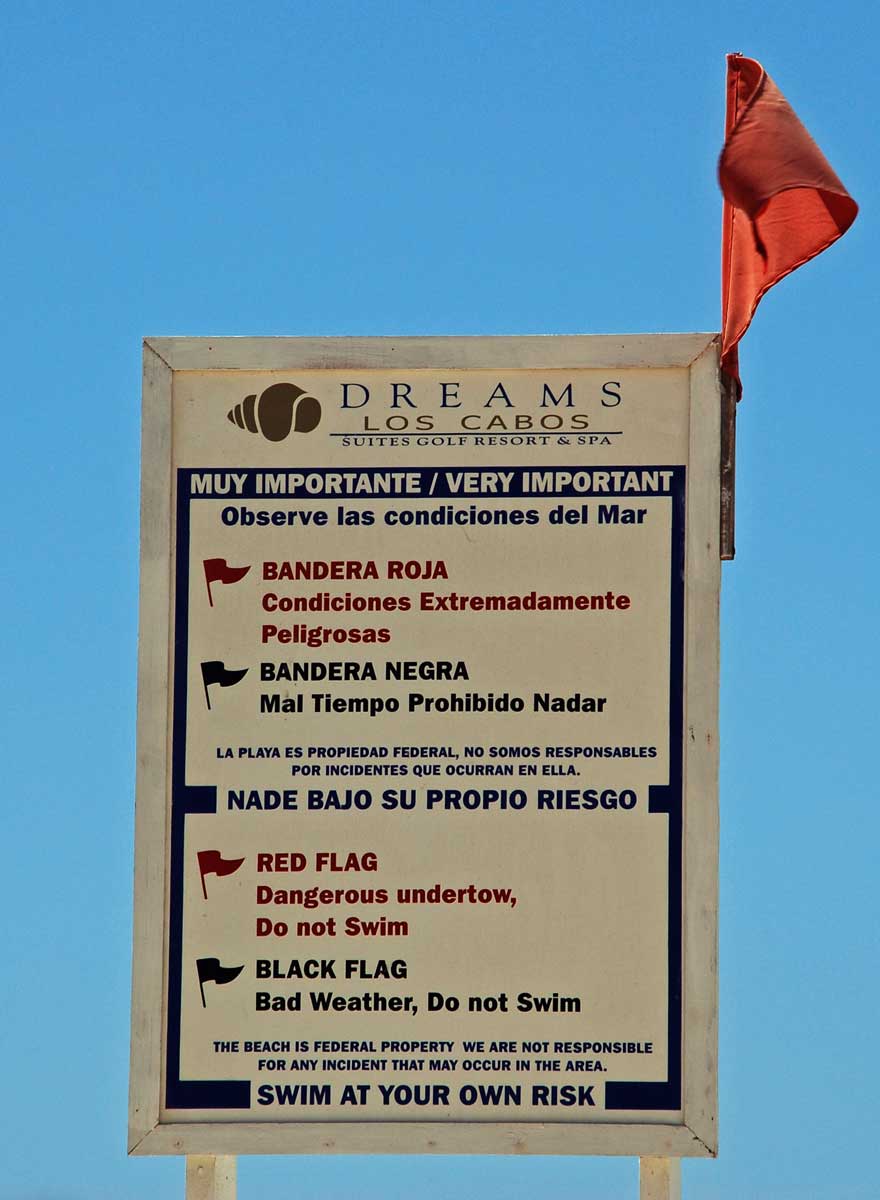 DREAMS
LOS CABOS
SUITES GOLF RESORT & SPA
MUY IMPORTANTE / VERY IMPORTANT
Observe las condiciones del Mar
BANDERA ROJA
Condiciones Extremadamente
Peligrosas
BANDERA NEGRA
Mal Tiempo Prohibido Nadar
LA PLAYA ES PROPIEDAD FEDERAL, NO SOMOS RESPONSABLES
POR INCIDENTES QUE OCURRAN EN ELLA.
NADE BAJO SU PROPIO RIESGO
RED FLAG
Dangerous undertow,
Do not Swim
BLACK FLAG
Bad Weather, Do not Swim
THE BEACH IS FEDERAL PROPERTY WE ARE NOT RESPONSIBLE
FOR ANY INCIDENT THAT MAY OCCUR IN THE AREA.
SWIM AT YOUR OWN RISK